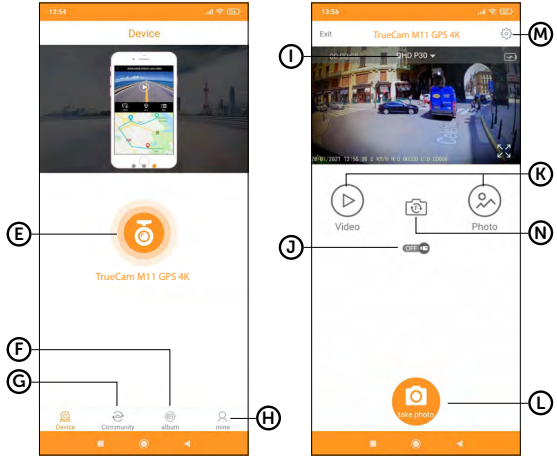 13:54
Device
E
TrueCam M11 GPS 4K
F
G
H
Device
Community
album
mine
13:56
Exit
TrueCam M11 GPS 4K
M
I
QHD P30
K
Video
Photo
N
J
OFF
L
take photo